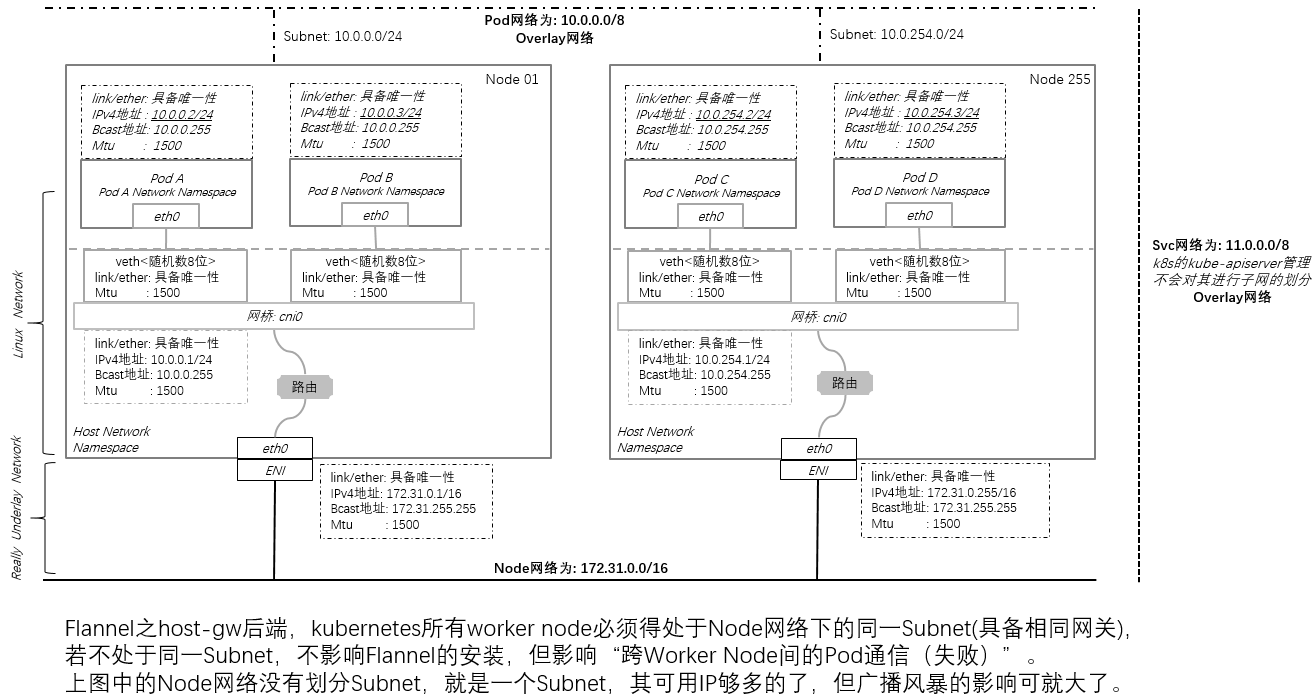 Pod网络为: 10.0.0.0/8
Overlay网络
Subnet: 10.0.0.0/24
Subnet: 10.0.254.0/24
Node 01
link/ether: 具备唯一性
IPv4地址 : 10.0.0.2/24
Bcast地址: 10.0.0.255
Mtu : 1500
link/ether: 具备唯一性
IPv4地址 : 10.0.0.3/24
Bcast地址: 10.0.0.255
Mtu : 1500
Pod A
Pod A Network Namespace
eth0
Pod B
Pod B Network Namespace
eth0
veth<随机数8位>
link/ether: 具备唯一性
Mtu : 1500
veth<随机数8位>
link/ether: 具备唯一性
Mtu : 1500
网桥: cni0
link/ether: 具备唯一性
IPv4地址: 10.0.0.1/24
Bcast地址: 10.0.0.255
Mtu : 1500
路由
Host Network
Namespace
eth0
ENI
link/ether: 具备唯一性
IPv4地址: 172.31.0.1/16
Bcast地址: 172.31.255.255
Mtu : 1500
Node 255
link/ether: 具备唯一性
IPv4地址 : 10.0.254.2/24
Bcast地址: 10.0.254.255
Mtu : 1500
link/ether: 具备唯一性
IPv4地址 : 10.0.254.3/24
Bcast地址: 10.0.254.255
Mtu : 1500
Pod C
Pod C Network Namespace
eth0
Pod D
Pod D Network Namespace
eth0
veth<随机数8位>
link/ether: 具备唯一性
Mtu : 1500
veth<随机数8位>
link/ether: 具备唯一性
Mtu : 1500
网桥: cni0
link/ether: 具备唯一性
IPv4地址: 10.0.254.1/24
Bcast地址: 10.0.254.255
Mtu : 1500
路由
Host Network
Namespace
eth0
ENI
link/ether: 具备唯一性
IPv4地址: 172.31.0.255/16
Bcast地址: 172.31.255.255
Mtu : 1500
Linux Network
Really Underlay Network
Node网络为: 172.31.0.0/16
Svc网络为: 11.0.0.0/8
k8s的kube-apiserver管理
不会对其进行子网的划分
Overlay网络
Flannel之host-gw后端，kubernetes所有worker node必须得处于Node网络下的同一Subnet(具备相同网关),
若不处于同一Subnet，不影响Flannel的安装，但影响“跨Worker Node间的Pod通信（失败）”。
上图中的Node网络没有划分Subnet，就是一个Subnet，其可用IP够多的了，但广播风暴的影响可就大了。